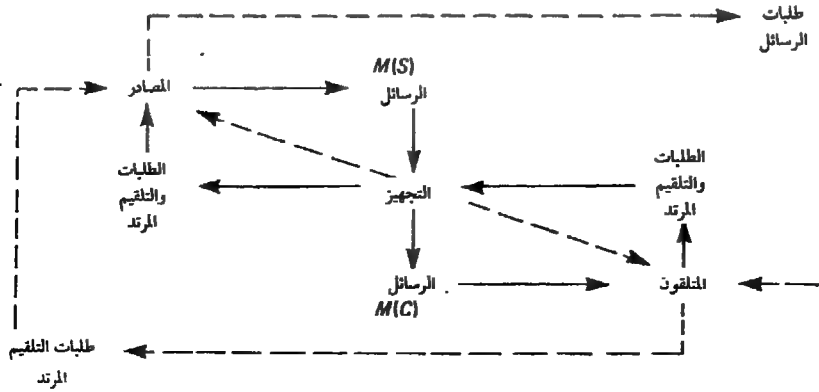 طلبات
الرسائل
M(S)
المصادر
الرسائل
الطلبات
والتلقيم
المرتد
التجهيز
الطلبات
والتلقيم
المرتد
الرسائل
M(C)
المتلقون
طلبات التلقيم
المرتد